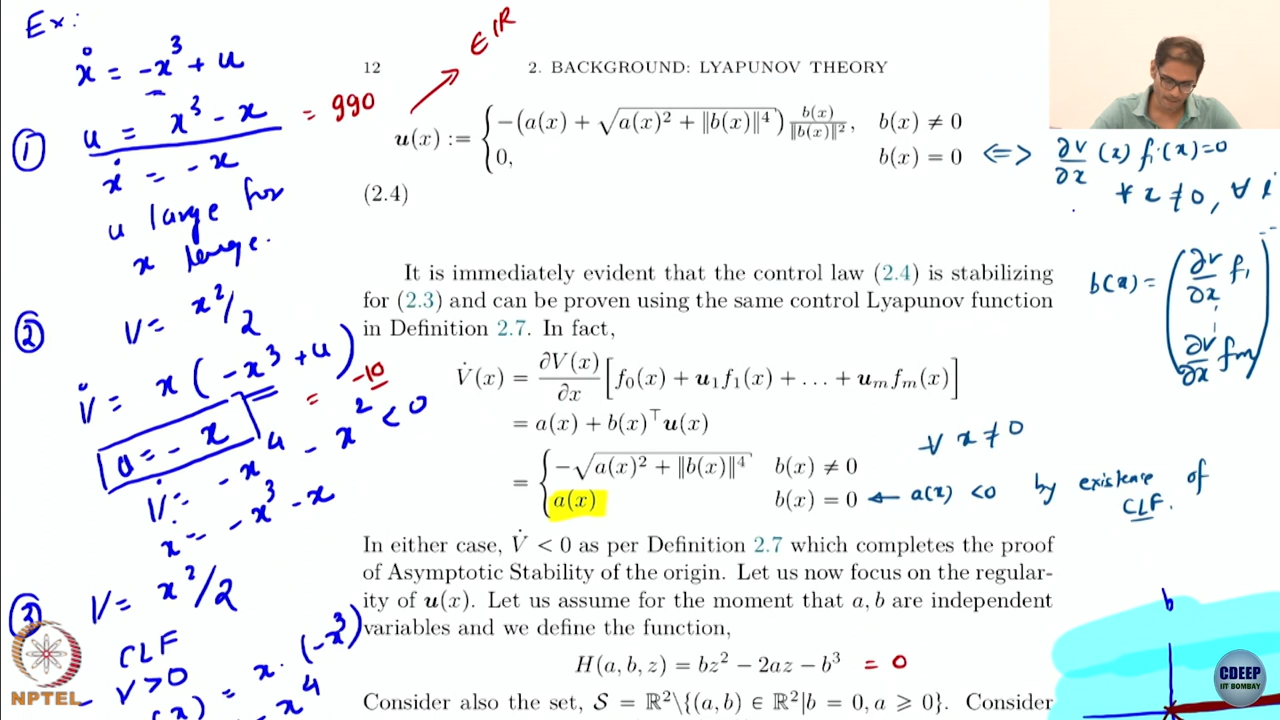 Ex:
ẋ = -x³ + u
① u = x³ - x = 990
ẋ = -x
u large for
x large.
② V = x²/2
V̇ = x(-x³ + u)
u = -x = -10
V̇ = -x⁴ - x² < 0
ẋ = -x³ - x
③ V = x²/2
CLF
V > 0
x·(-x³)
(x) = -x⁴
12 2. BACKGROUND: LYAPUNOV THEORY
∈ ℝ
u(x) := { -(a(x) + √(a(x)² + ‖b(x)‖⁴)) b(x)/‖b(x)‖², b(x) ≠ 0
0, b(x) = 0 ⟺ ∂V/∂x (x) fᵢ(x) = 0
∀ x ≠ 0, ∀ i
(2.4)
b(x) = (∂V/∂x f₁ ⋮ ∂V/∂x fm)
It is immediately evident that the control law (2.4) is stabilizing
for (2.3) and can be proven using the same control Lyapunov function
in Definition 2.7. In fact,
V̇(x) = ∂V(x)/∂x [f₀(x) + u₁f₁(x) + ... + uₘfₘ(x)]
= a(x) + b(x)⊤u(x)
= { -√(a(x)² + ‖b(x)‖⁴) b(x) ≠ 0
a(x) b(x) = 0 ← a(x) < 0 by existence of CLF.
∀ x ≠ 0
In either case, V̇ < 0 as per Definition 2.7 which completes the proof
of Asymptotic Stability of the origin. Let us now focus on the regular-
ity of u(x). Let us assume for the moment that a, b are independent
variables and we define the function,
H(a, b, z) = bz² - 2az - b³ = 0
Consider also the set, S = ℝ²\{(a, b) ∈ ℝ²|b = 0, a ⩾ 0}. Consider
b
NPTEL
CDEEP
IIT BOMBAY